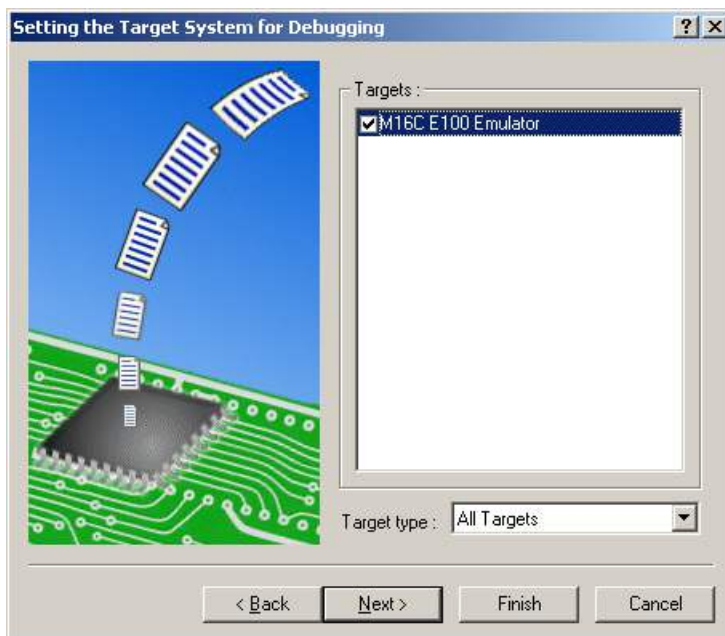 Setting the Target System for Debugging
Targets :
M16C E100 Emulator
Target type : All Targets
< Back Next > Finish Cancel